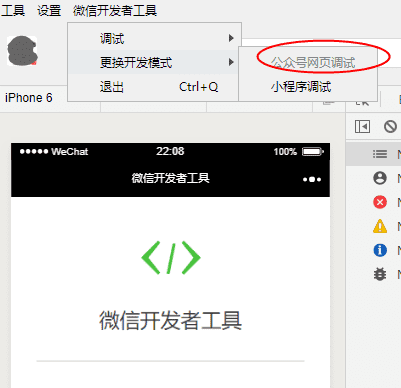 工具 设置 微信开发者工具
调试
更换开发模式
公众号网页调试
退出 Ctrl+Q
小程序调试
iPhone 6
WeChat 22:08 100%
微信开发者工具
微信开发者工具